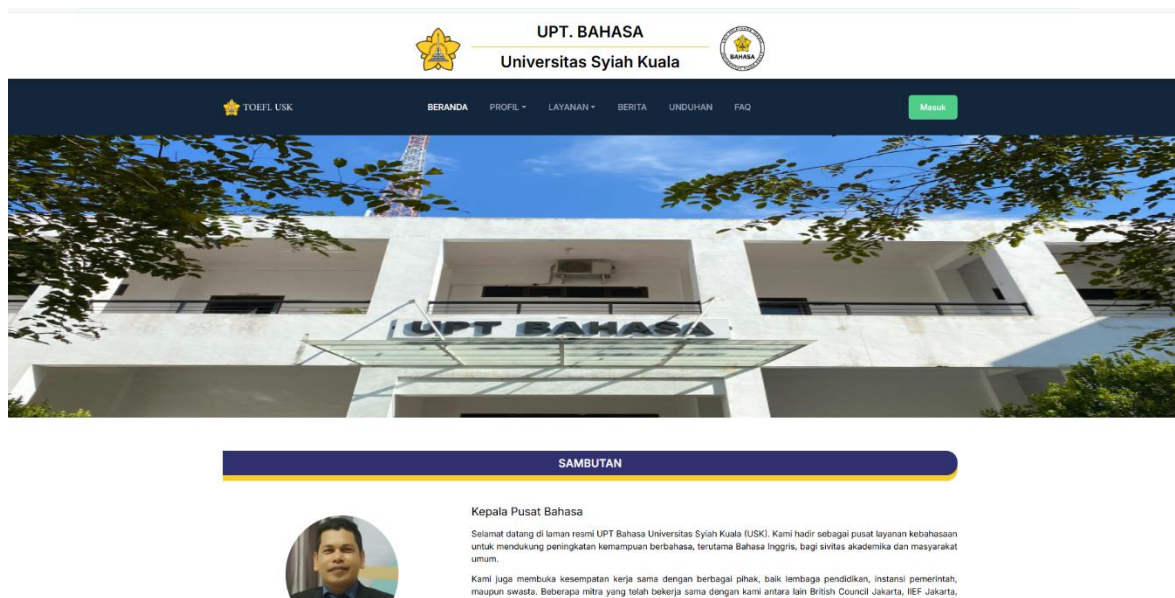 UPT. BAHASA
Universitas Syiah Kuala
BAHASA
TOEFL USK
BERANDA PROFIL LAYANAN BERITA UNDUHAN FAQ
Masuk
UPT BAHASA
SAMBUTAN
Kepala Pusat Bahasa
Selamat datang di laman resmi UPT Bahasa Universitas Syiah Kuala (USK). Kami hadir sebagai pusat layanan kebahasaan
untuk mendukung peningkatan kemampuan berbahasa, terutama Bahasa Inggris, bagi sivitas akademika dan masyarakat
umum.
Kami juga membuka kesempatan kerja sama dengan berbagai pihak, baik lembaga pendidikan, instansi pemerintah,
maupun swasta. Beberapa mitra yang telah bekerja sama dengan kami antara lain British Council Jakarta, IIEF Jakarta,